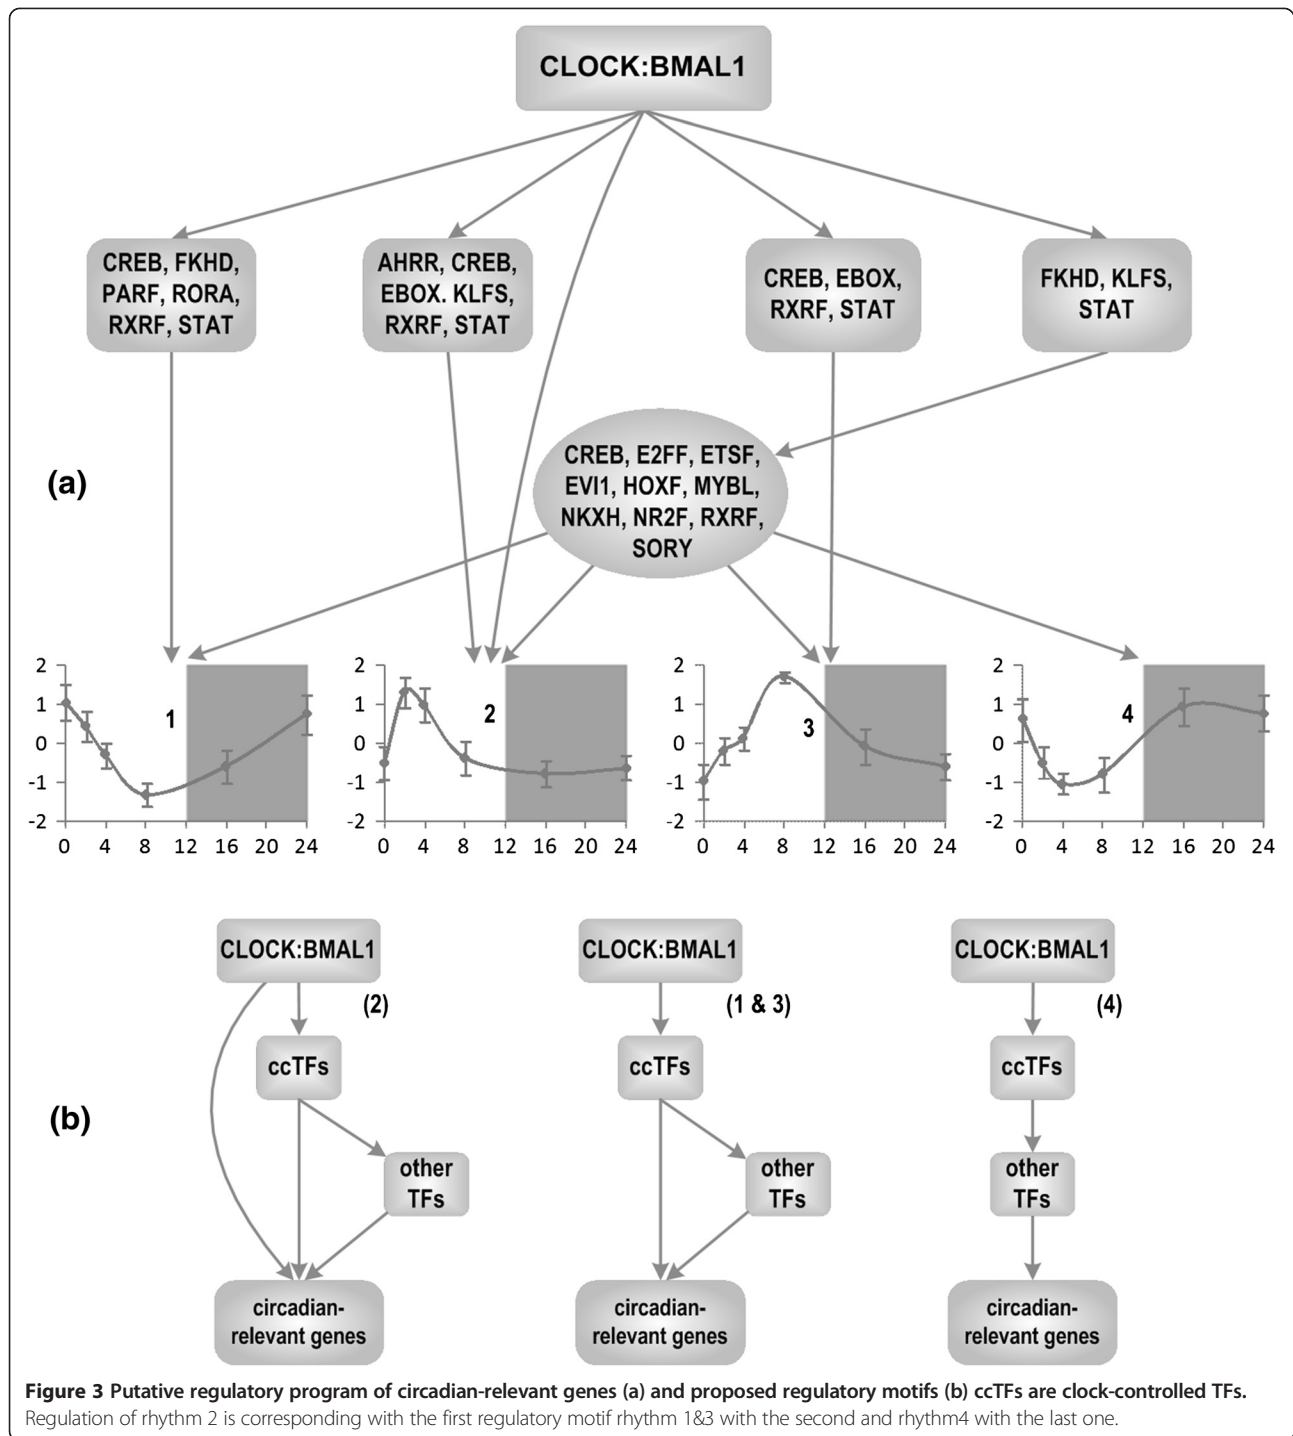 CLOCK:BMAL1
CREB, FKHD,
PARF, RORA,
RXRF, STAT
AHRR, CREB,
EBOX. KLFS,
RXRF, STAT
CREB, EBOX,
RXRF, STAT
FKHD, KLFS,
STAT
(a)
CREB, E2FF, ETSF,
EVI1, HOXF, MYBL,
NKXH, NR2F, RXRF,
SORY
2
1
0
-1
-2
1
0 4 8 12 16 20 24
2
1
0
-1
-2
2
0 4 8 12 16 20 24
2
1
0
-1
-2
3
0 4 8 12 16 20 24
2
1
0
-1
-2
4
0 4 8 12 16 20 24
(b)
CLOCK:BMAL1
(2)
ccTFs
other
TFs
circadian-
relevant genes
CLOCK:BMAL1
(1 & 3)
ccTFs
other
TFs
circadian-
relevant genes
CLOCK:BMAL1
(4)
ccTFs
other
TFs
circadian-
relevant genes
Figure 3 Putative regulatory program of circadian-relevant genes (a) and proposed regulatory motifs (b) ccTFs are clock-controlled TFs.
Regulation of rhythm 2 is corresponding with the first regulatory motif rhythm 1&3 with the second and rhythm4 with the last one.